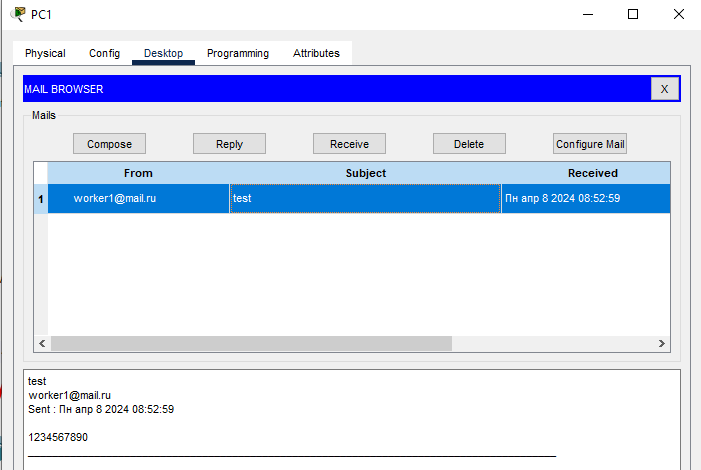 PC1
Physical Config Desktop Programming Attributes
MAIL BROWSER X
Mails
Compose Reply Receive Delete Configure Mail
From Subject Received
1 worker1@mail.ru test Пн апр 8 2024 08:52:59
test
worker1@mail.ru
Sent : Пн апр 8 2024 08:52:59
1234567890